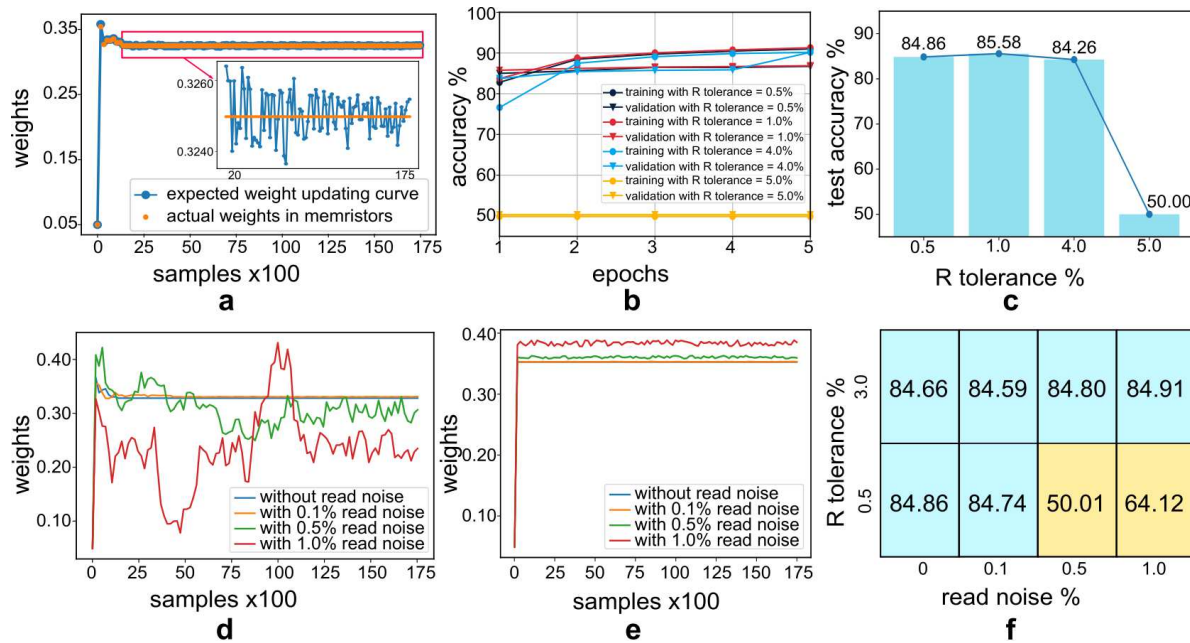 0.35
0.25
0.15
0.05
weights
0.3260
0.3240
20
175
expected weight updating curve
actual weights in memristors
0 25 50 75 100 125 150 175
samples x100
a
100
90
80
70
60
50
accuracy %
training with R tolerance = 0.5%
validation with R tolerance = 0.5%
training with R tolerance = 1.0%
validation with R tolerance = 1.0%
training with R tolerance = 4.0%
validation with R tolerance = 4.0%
training with R tolerance = 5.0%
validation with R tolerance = 5.0%
1 2 3 4 5
epochs
b
90
80
70
60
50
test accuracy %
84.86 85.58 84.26
50.00
0.5 1.0 4.0 5.0
R tolerance %
c
0.40
0.30
0.20
0.10
weights
without read noise
with 0.1% read noise
with 0.5% read noise
with 1.0% read noise
0 25 50 75 100 125 150 175
samples x100
d
0.40
0.30
0.20
0.10
weights
without read noise
with 0.1% read noise
with 0.5% read noise
with 1.0% read noise
0 25 50 75 100 125 150 175
samples x100
e
R tolerance %
3.0
84.66 84.59 84.80 84.91
0.5
84.86 84.74 50.01 64.12
0 0.1 0.5 1.0
read noise %
f